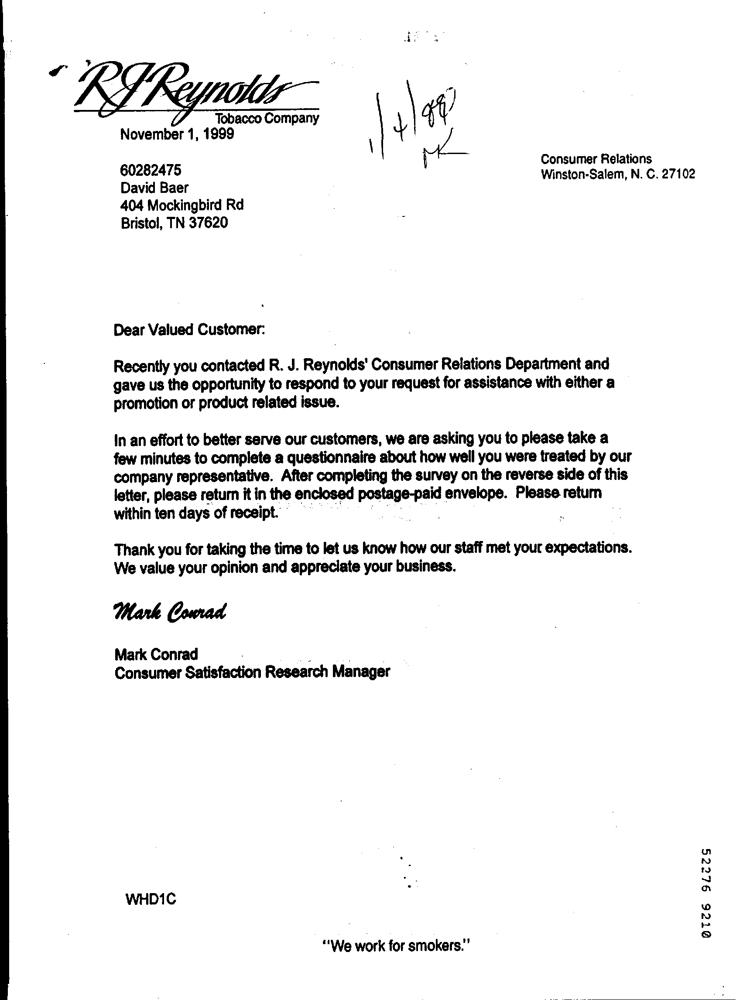 RJReynolds
Tobacco Company
November 1, 1999
Consumer Relations
Winston-Salem, N. C. 27102
60282475
David Baer
404 Mockingbird Rd
Bristol, TN 37620
Dear Valued Customer:
Recently you contacted R. J. Reynolds' Consumer Relations Department and
gave us the opportunity to respond to your request for assistance with either a
promotion or product related issue.
In an effort to better serve our customers, we are asking you to please take a
few minutes to complete a questionnaire about how well you were treated by our
company representative. After completing the survey on the reverse side of this
letter, please return it in the enclosed postage-paid envelope. Please return
within ten days of receipt.
Thank you for taking the time to let us know how our staff met your expectations.
We value your opinion and appreciate your business.
Mark Conrad
Mark Conrad
Consumer Satisfaction Research Manager
WHD1C
52276 9210
"We work for smokers."